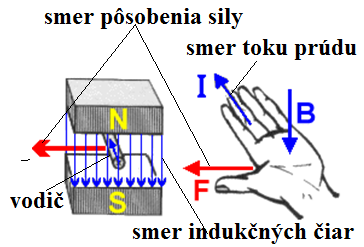 smer pôsobenia sily
smer toku prúdu
I
N
B
F
vodič
S
smer indukčných čiar